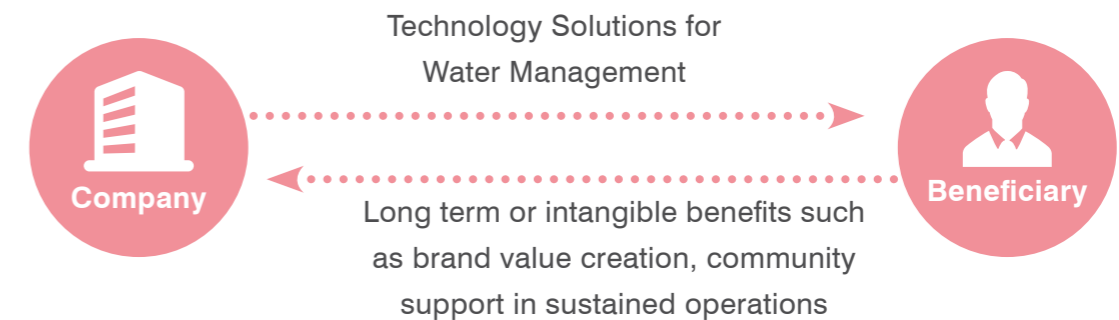 Technology Solutions for
Water Management
Company
Beneficiary
Long term or intangible benefits such
as brand value creation, community
support in sustained operations